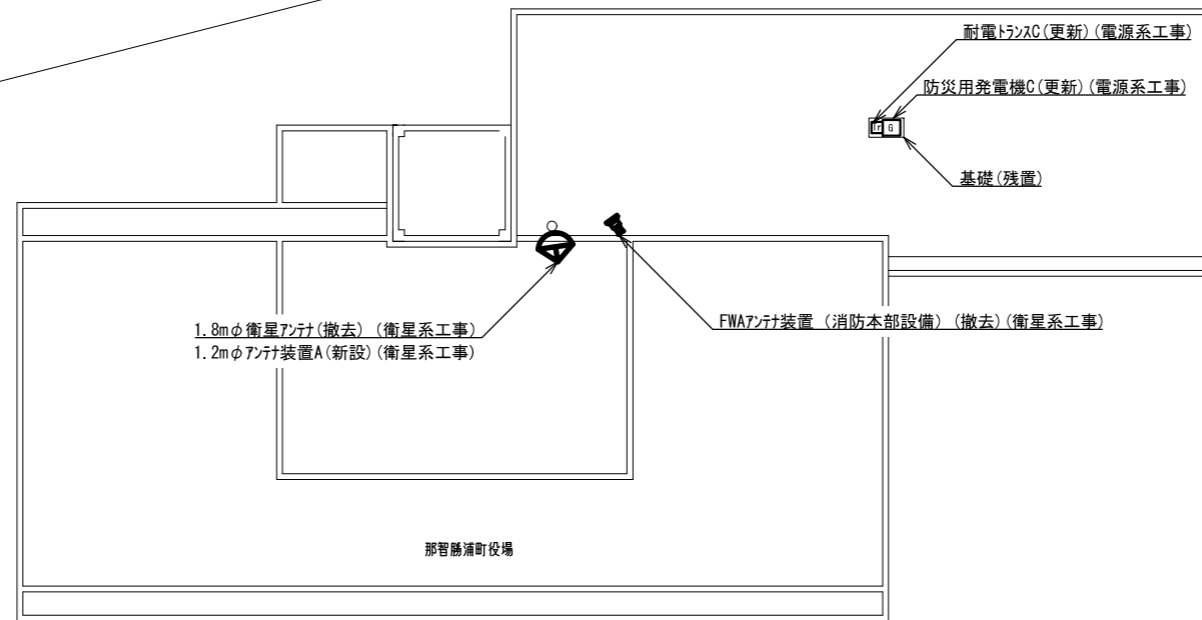 耐電ﾄﾗﾝｽC(更新)(電源系工事)
防災用発電機C(更新)(電源系工事)
Tr G
基礎(残置)
1.8mφ衛星ｱﾝﾃﾅ(撤去) (衛星系工事)
1.2mφｱﾝﾃﾅ装置A(新設)(衛星系工事)
FWAｱﾝﾃﾅ装置 (消防本部設備) (撤去)(衛星系工事)
那智勝浦町役場